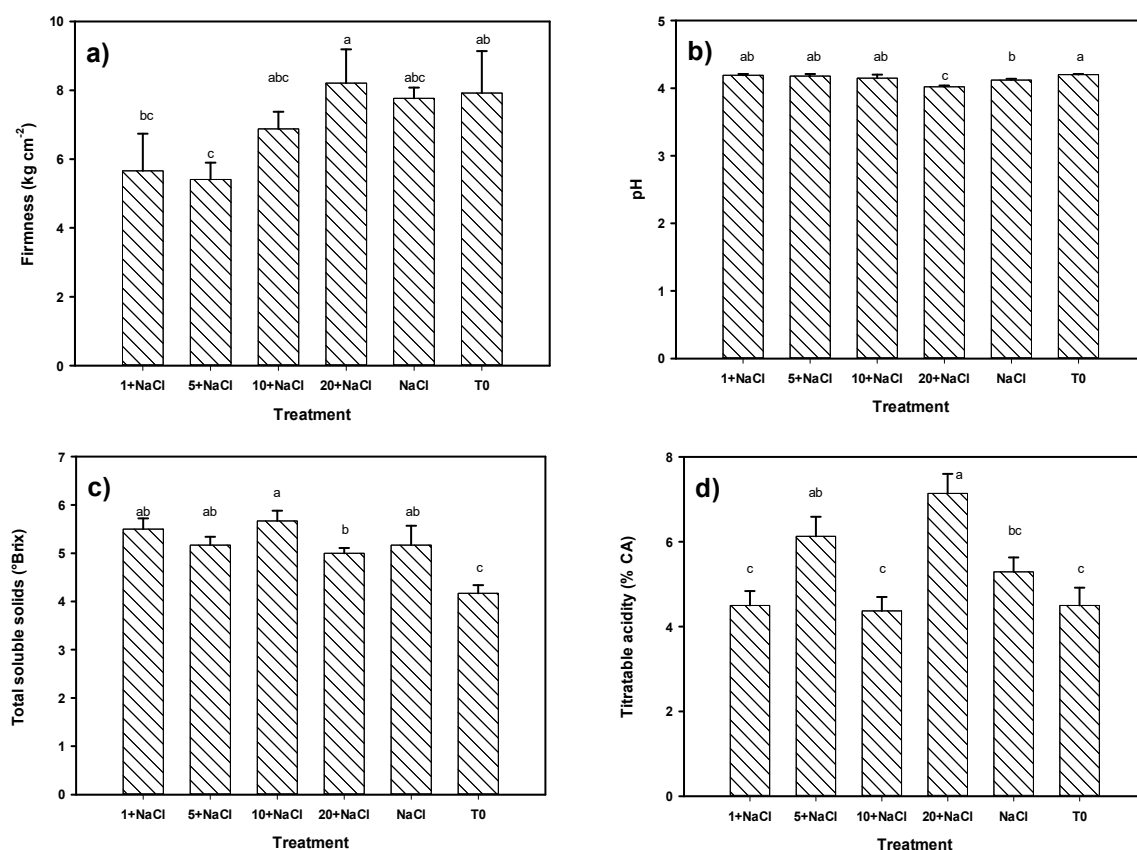 a)
Firmness (kg cm⁻²)
10
8
6
4
2
0
bc
c
abc
a
abc
ab
1+NaCl 5+NaCl 10+NaCl 20+NaCl NaCl T0
Treatment
b)
pH
5
4
3
2
1
0
ab
ab
ab
c
b
a
1+NaCl 5+NaCl 10+NaCl 20+NaCl NaCl T0
Treatment
c)
Total soluble solids (°Brix)
7
6
5
4
3
2
1
0
ab
ab
a
b
ab
c
1+NaCl 5+NaCl 10+NaCl 20+NaCl NaCl T0
Treatment
d)
Titratable acidity (% CA)
8
6
4
2
0
c
ab
c
a
bc
c
1+NaCl 5+NaCl 10+NaCl 20+NaCl NaCl T0
Treatment